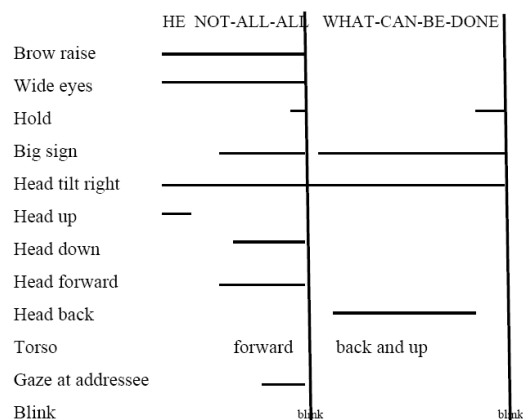 HE NOT-ALL-ALL WHAT-CAN-BE-DONE
Brow raise
Wide eyes
Hold
Big sign
Head tilt right
Head up
Head down
Head forward
Head back
Torso forward back and up
Gaze at addressee
Blink blink blink